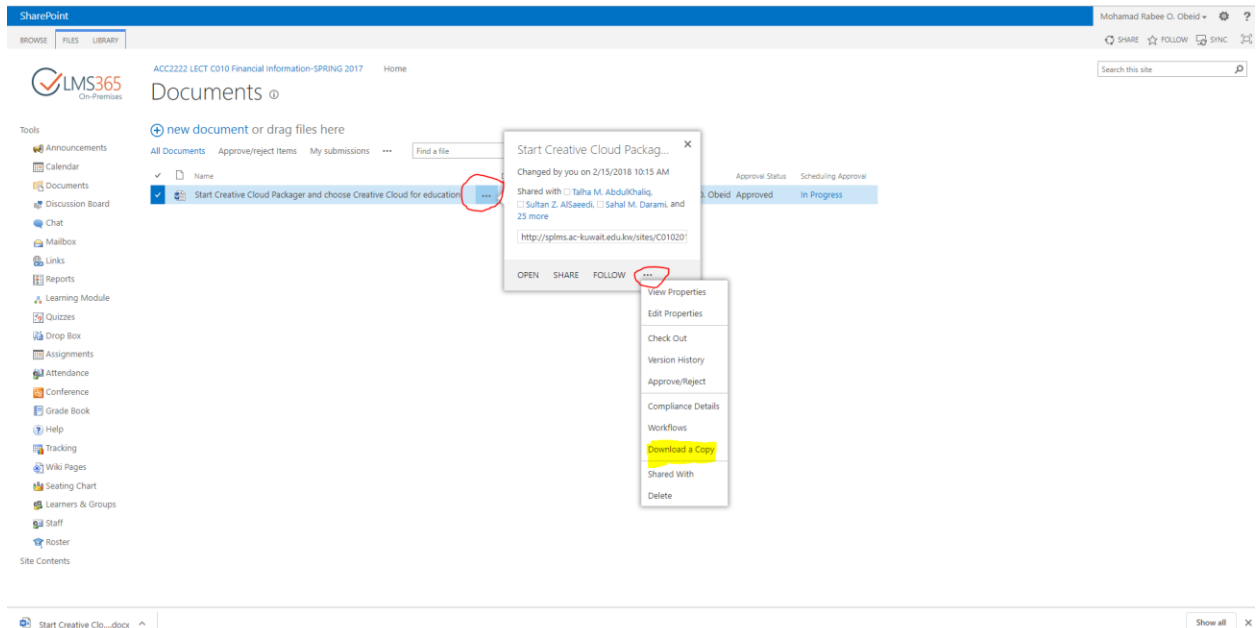 SharePoint
Mohamad Rabee O. Obeid
?
BROWSE FILES LIBRARY
SHARE FOLLOW SYNC
LMS365
On-Premises
ACC2222 LECT C010 Financial Information-SPRING 2017 Home
Search this site
Documents
new document or drag files here
All Documents Approve/reject Items My submissions ... Find a file
Name Approval Status Scheduling Approval
Start Creative Cloud Packager and choose Creative Cloud for education ... O. Obeid Approved In Progress
Start Creative Cloud Packag...
Changed by you on 2/15/2018 10:15 AM
Shared with Talha M. AbdulKhaliq,
Sultan Z. AlSaeedi, Sahal M. Darami, and
25 more
http://splms.ac-kuwait.edu.kw/sites/C01020
OPEN SHARE FOLLOW ...
View Properties
Edit Properties
Check Out
Version History
Approve/Reject
Compliance Details
Workflows
Download a Copy
Shared With
Delete
Tools
Announcements
Calendar
Documents
Discussion Board
Chat
Mailbox
Links
Reports
Learning Module
Quizzes
Drop Box
Assignments
Attendance
Conference
Grade Book
Help
Tracking
Wiki Pages
Seating Chart
Learners & Groups
Staff
Roster
Site Contents
Start Creative Clo....docx
Show all